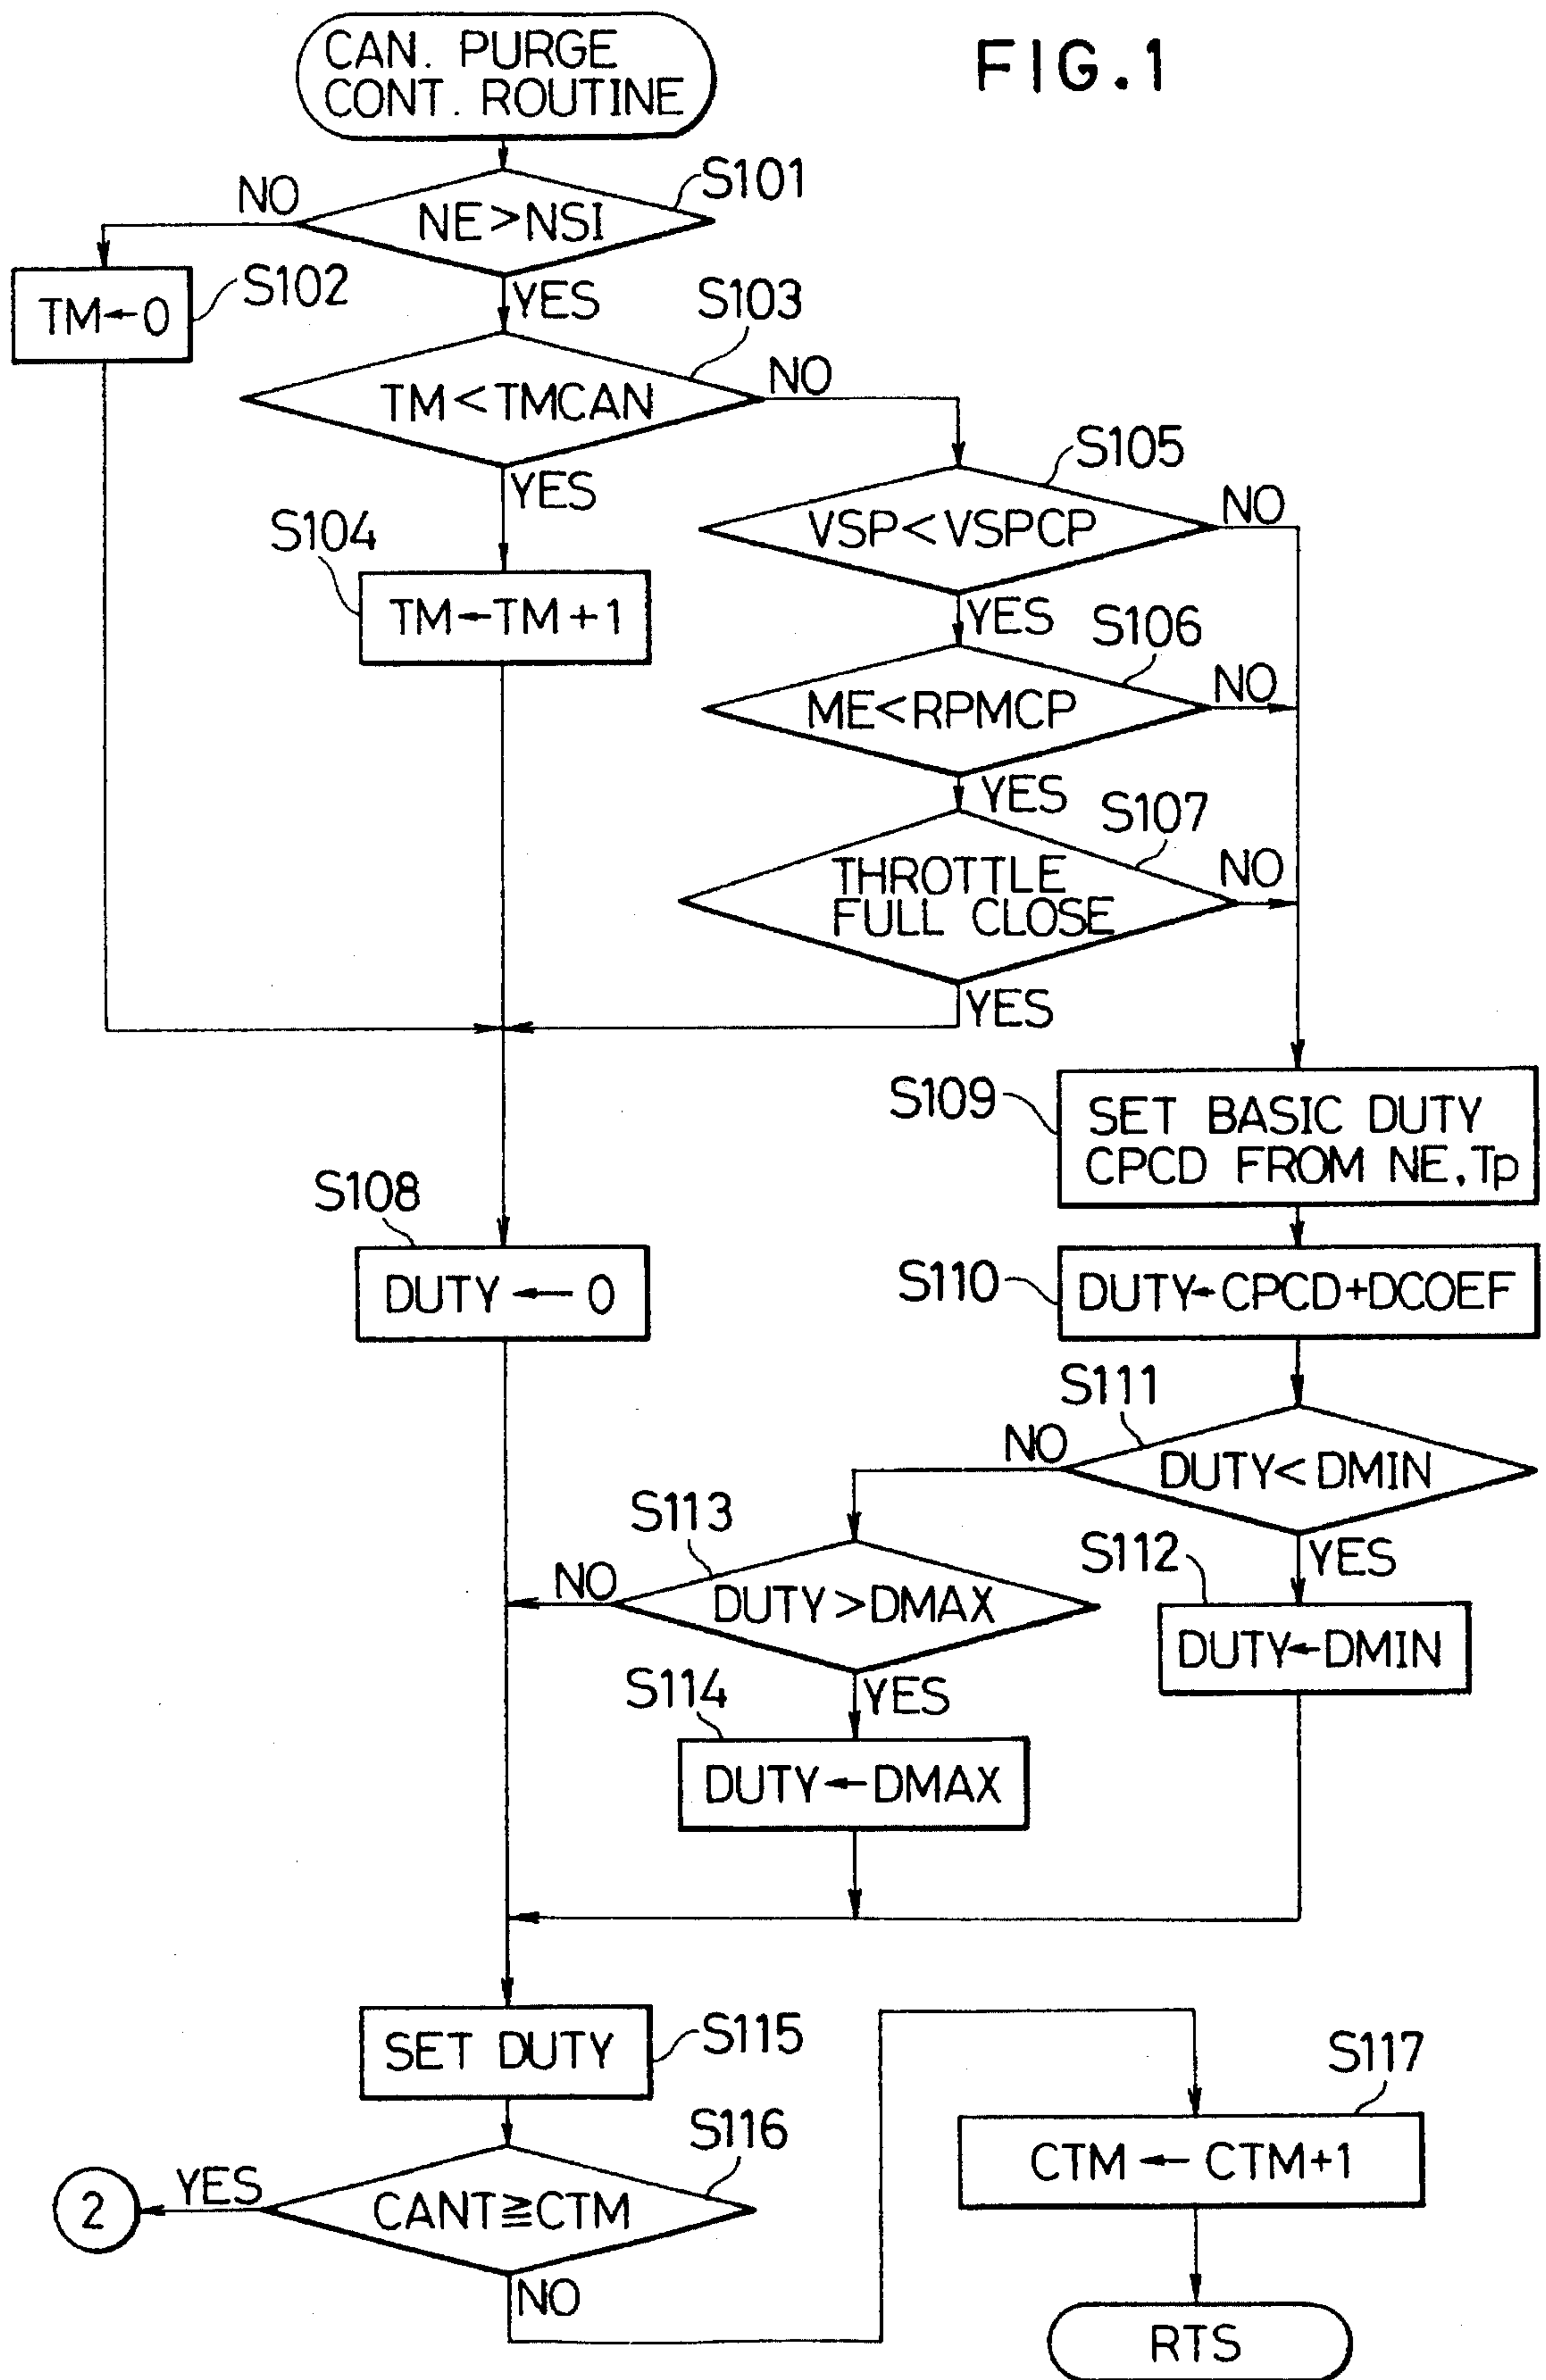 FIG.1
CAN. PURGE
CONT. ROUTINE
S101
NE>NSI
NO
YES
S102
TM←0
S103
TM<TMCAN
NO
YES
S104
TM←TM+1
S105
VSP<VSPCP
NO
YES
S106
ME<RPMCP
NO
YES
S107
THROTTLE
FULL CLOSE
NO
YES
S108
DUTY←0
S109
SET BASIC DUTY
CPCD FROM NE,Tp
S110
DUTY←CPCD+DCOEF
S111
DUTY<DMIN
NO
YES
S112
DUTY←DMIN
S113
DUTY>DMAX
NO
YES
S114
DUTY←DMAX
S115
SET DUTY
S116
CANT≧CTM
YES
2
NO
S117
CTM←CTM+1
RTS